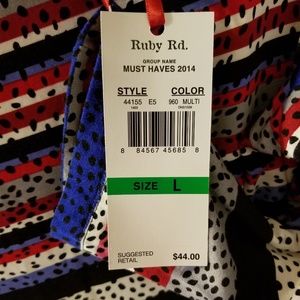 Ruby Rd.
GROUP NAME
MUST HAVES 2014
STYLE COLOR
44155 E5 960 MULTI
8 84567 45685 8
SIZE L
SUGGESTED
RETAIL $44.00